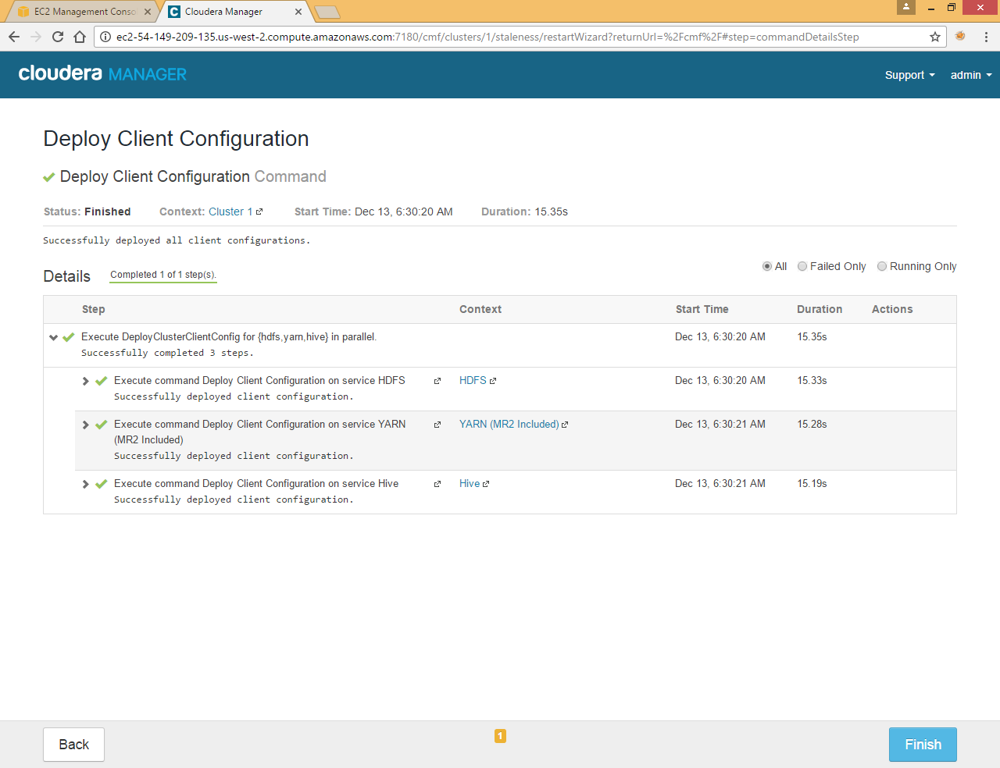 EC2 Management Conso
Cloudera Manager
ec2-54-149-209-135.us-west-2.compute.amazonaws.com:7180/cmf/clusters/1/staleness/restartWizard?returnUrl=%2Fcmf%2F#step=commandDetailsStep
cloudera MANAGER
Support
admin
Deploy Client Configuration
Deploy Client Configuration Command
Status: Finished Context: Cluster 1 Start Time: Dec 13, 6:30:20 AM Duration: 15.35s
Successfully deployed all client configurations.
All Failed Only Running Only
Details Completed 1 of 1 step(s).
Step Context Start Time Duration Actions
Execute DeployClusterClientConfig for {hdfs,yarn,hive} in parallel. Dec 13, 6:30:20 AM 15.35s
Successfully completed 3 steps.
Execute command Deploy Client Configuration on service HDFS HDFS Dec 13, 6:30:20 AM 15.33s
Successfully deployed client configuration.
Execute command Deploy Client Configuration on service YARN YARN (MR2 Included) Dec 13, 6:30:21 AM 15.28s
(MR2 Included)
Successfully deployed client configuration.
Execute command Deploy Client Configuration on service Hive Hive Dec 13, 6:30:21 AM 15.19s
Successfully deployed client configuration.
Back 1 Finish